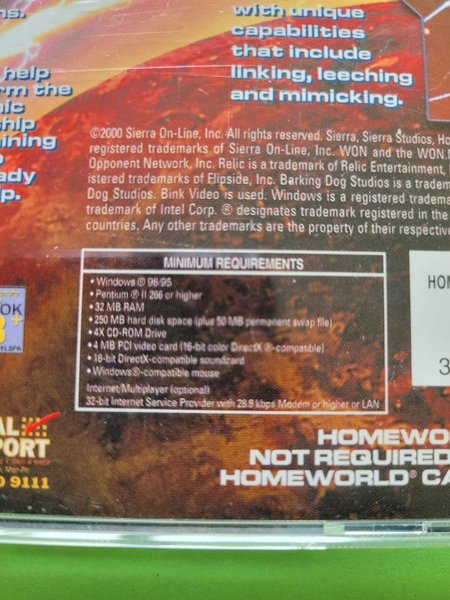 ns.
help
rm the
nic
ship
ining
ady
p.
with unique
capabilities
that include
linking, leeching
and mimicking.
©2000 Sierra On-Line, Inc. All rights reserved. Sierra, Sierra Studios, Ho
registered trademarks of Sierra On-Line, Inc. WON and the WON.N
Opponent Network, Inc. Relic is a trademark of Relic Entertainment,
istered trademarks of Flipside, Inc. Barking Dog Studios is a tradem
Dog Studios. Bink Video is used. Windows is a registered tradema
trademark of Intel Corp. ® designates trademark registered in the
countries. Any other trademarks are the property of their respective
MINIMUM REQUIREMENTS
• Windows ® 98/95
• Pentium ® II 266 or higher
• 32 MB RAM
• 250 MB hard disk space (plus 50 MB permanent swap file)
• 4X CD-ROM Drive
• 4 MB PCI video card (16-bit color DirectX ®-compatible)
• 16-bit DirectX-compatible soundcard
• Windows®-compatible mouse
Internet/Multiplayer (optional)
32-bit Internet Service Provider with 28.8 kbps Modem or higher or LAN
HOM
3
OK
8+
ELSPA
AL
PORT
9111
HOMEWO
NOT REQUIRED
HOMEWORLD® CA